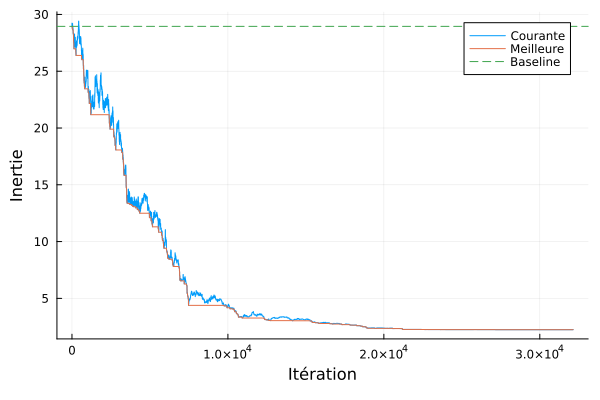 30
25
20
15
10
5
0
1.0×10⁴
2.0×10⁴
3.0×10⁴
Inertie
Itération
Courante
Meilleure
Baseline